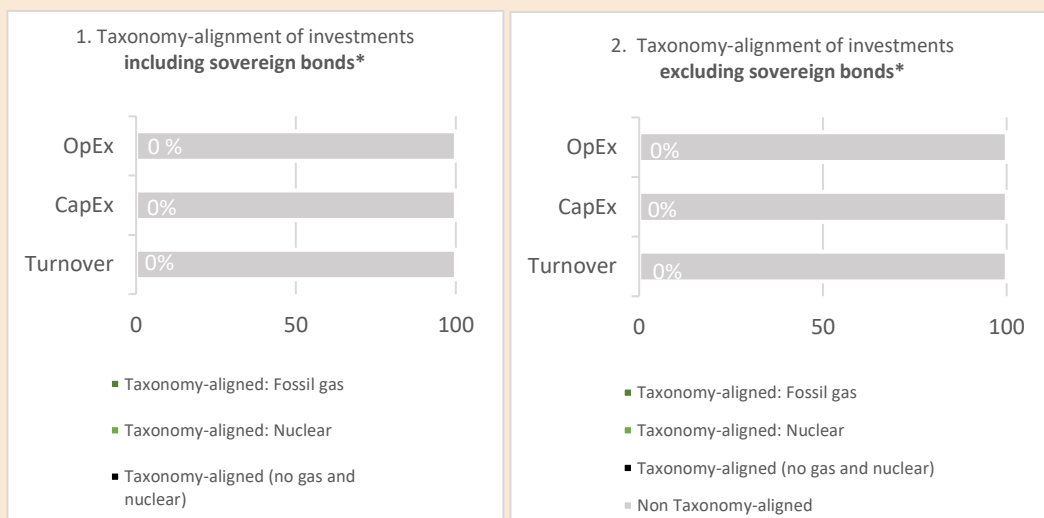 1. Taxonomy-alignment of investments
including sovereign bonds*
OpEx
0 %
CapEx
0%
Turnover
0%
0
50
100
Taxonomy-aligned: Fossil gas
Taxonomy-aligned: Nuclear
Taxonomy-aligned (no gas and
nuclear)
2. Taxonomy-alignment of investments
excluding sovereign bonds*
OpEx
0%
CapEx
0%
Turnover
0%
0
50
100
Taxonomy-aligned: Fossil gas
Taxonomy-aligned: Nuclear
Taxonomy-aligned (no gas and nuclear)
Non Taxonomy-aligned